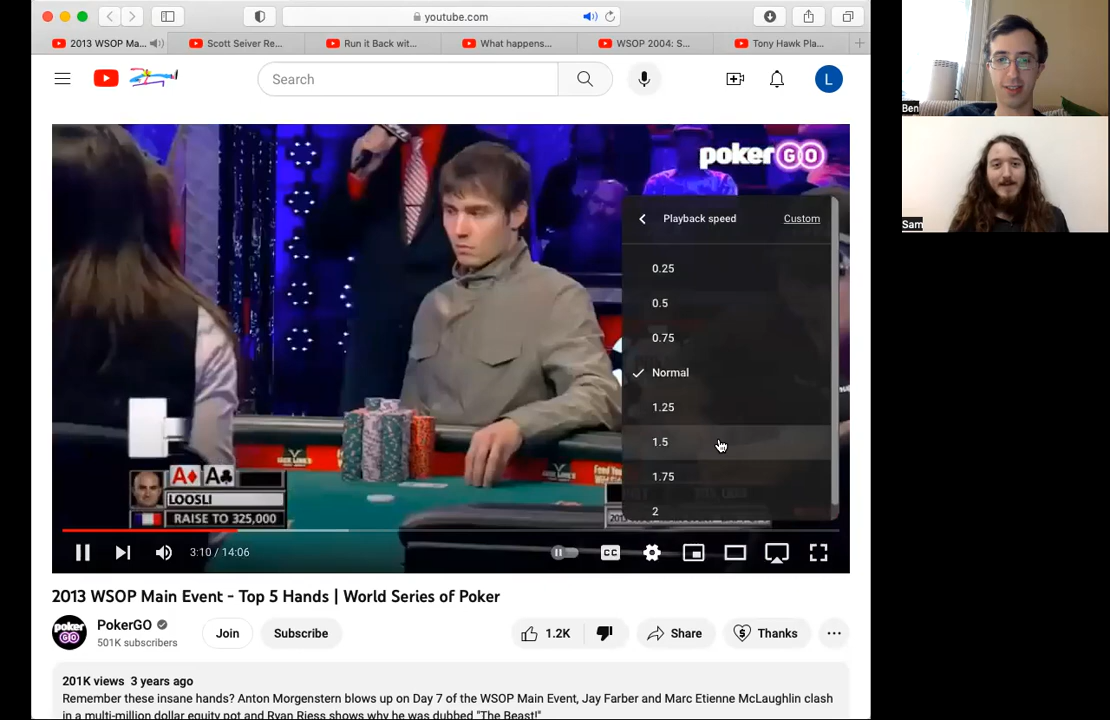 youtube.com
2013 WSOP Ma...
Scott Seiver Re...
Run it Back wit...
What happens...
WSOP 2004: S...
Tony Hawk Pla...
Search
L
Ben
Sam
pokerGO
Playback speed
Custom
0.25
0.5
0.75
Normal
1.25
1.5
1.75
2
A A
LOOSLI
RAISE TO 325,000
3:10 / 14:06
CC
2013 WSOP Main Event - Top 5 Hands | World Series of Poker
poker GO
PokerGO
501K subscribers
Join
Subscribe
1.2K
Share
Thanks
201K views 3 years ago
Remember these insane hands? Anton Morgenstern blows up on Day 7 of the WSOP Main Event, Jay Farber and Marc Etienne McLaughlin clash
in a multi-million dollar equity pot and Ryan Riess shows why he was dubbed "The Beast!"